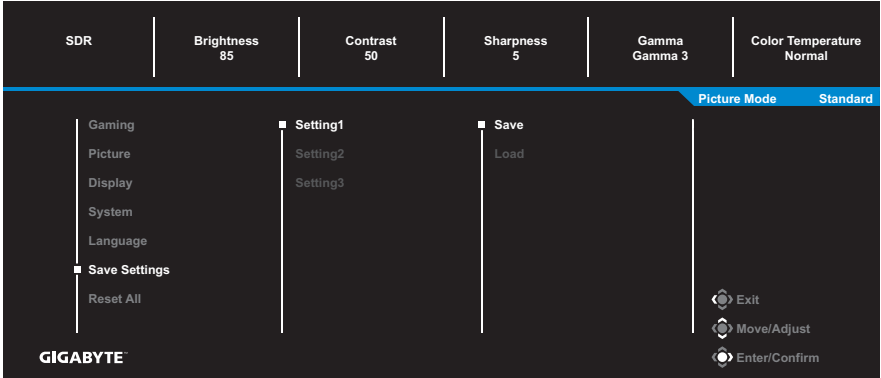 SDR Brightness Contrast Sharpness Gamma Color Temperature
85 50 5 Gamma 3 Normal
Picture Mode Standard
Gaming Setting1 Save
Picture Setting2 Load
Display Setting3
System
Language
Save Settings
Reset All Exit
Move/Adjust
GIGABYTE™ Enter/Confirm